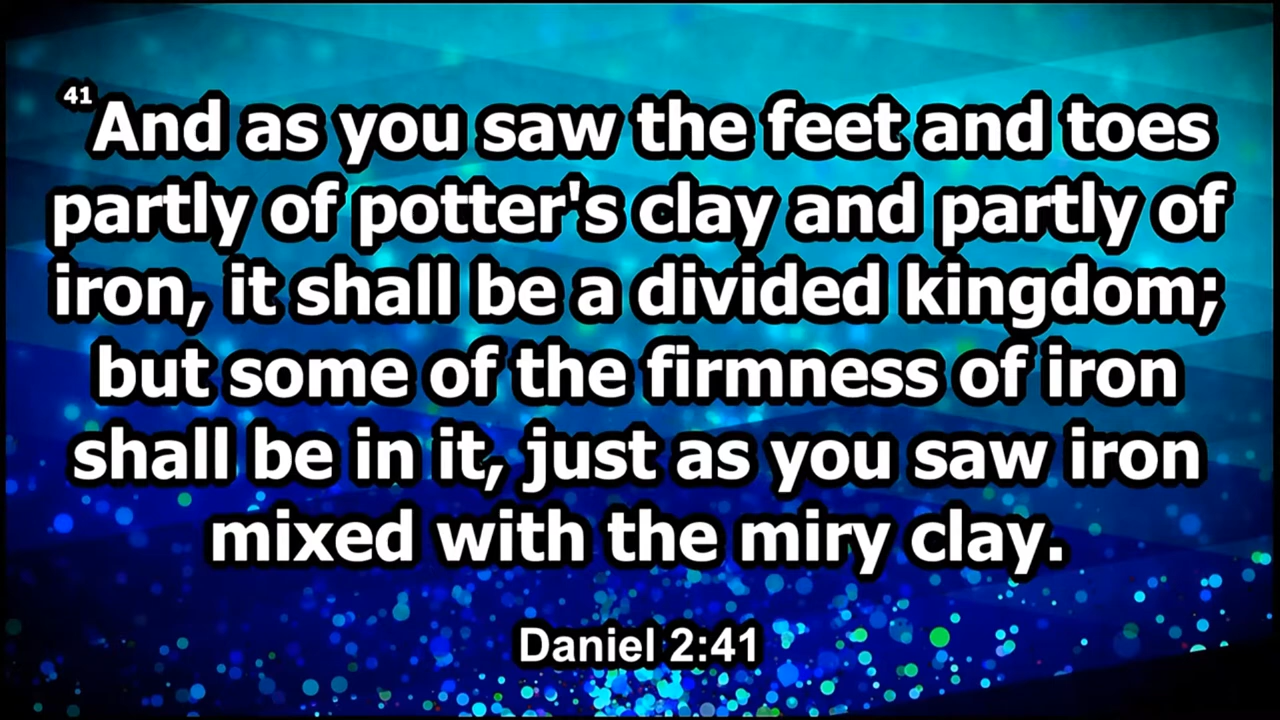 41 And as you saw the feet and toes
partly of potter's clay and partly of
iron, it shall be a divided kingdom;
but some of the firmness of iron
shall be in it, just as you saw iron
mixed with the miry clay.
Daniel 2:41